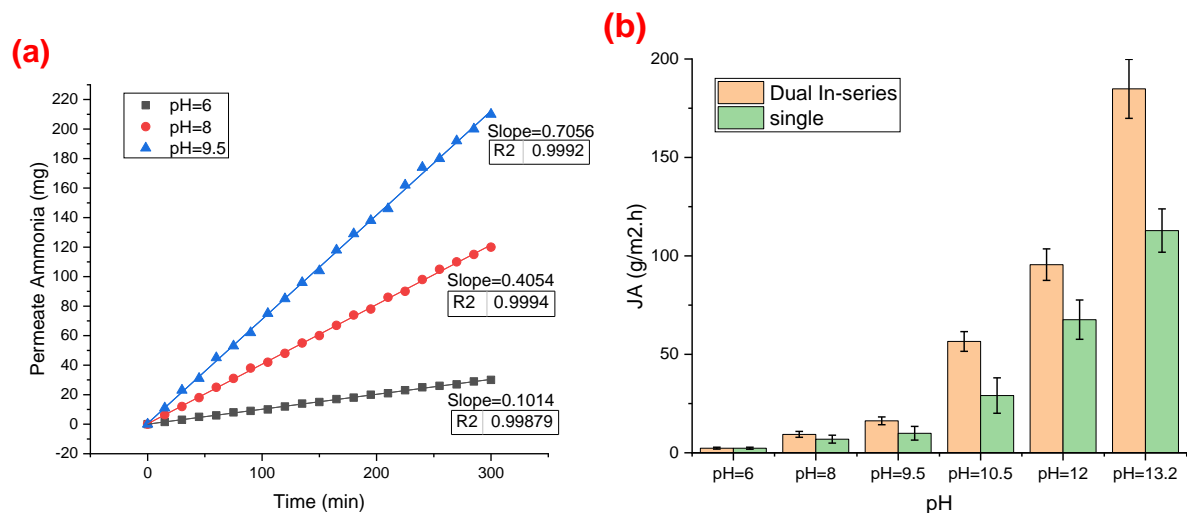 (a)
pH=6
pH=8
pH=9.5
Permeate Ammonia (mg)
220
200
180
160
140
120
100
80
60
40
20
0
-20
Slope=0.7056
R2 0.9992
Slope=0.4054
R2 0.9994
Slope=0.1014
R2 0.99879
0 100 200 300
Time (min)
(b)
Dual In-series
single
JA (g/m2.h)
200
150
100
50
0
pH=6 pH=8 pH=9.5 pH=10.5 pH=12 pH=13.2
pH